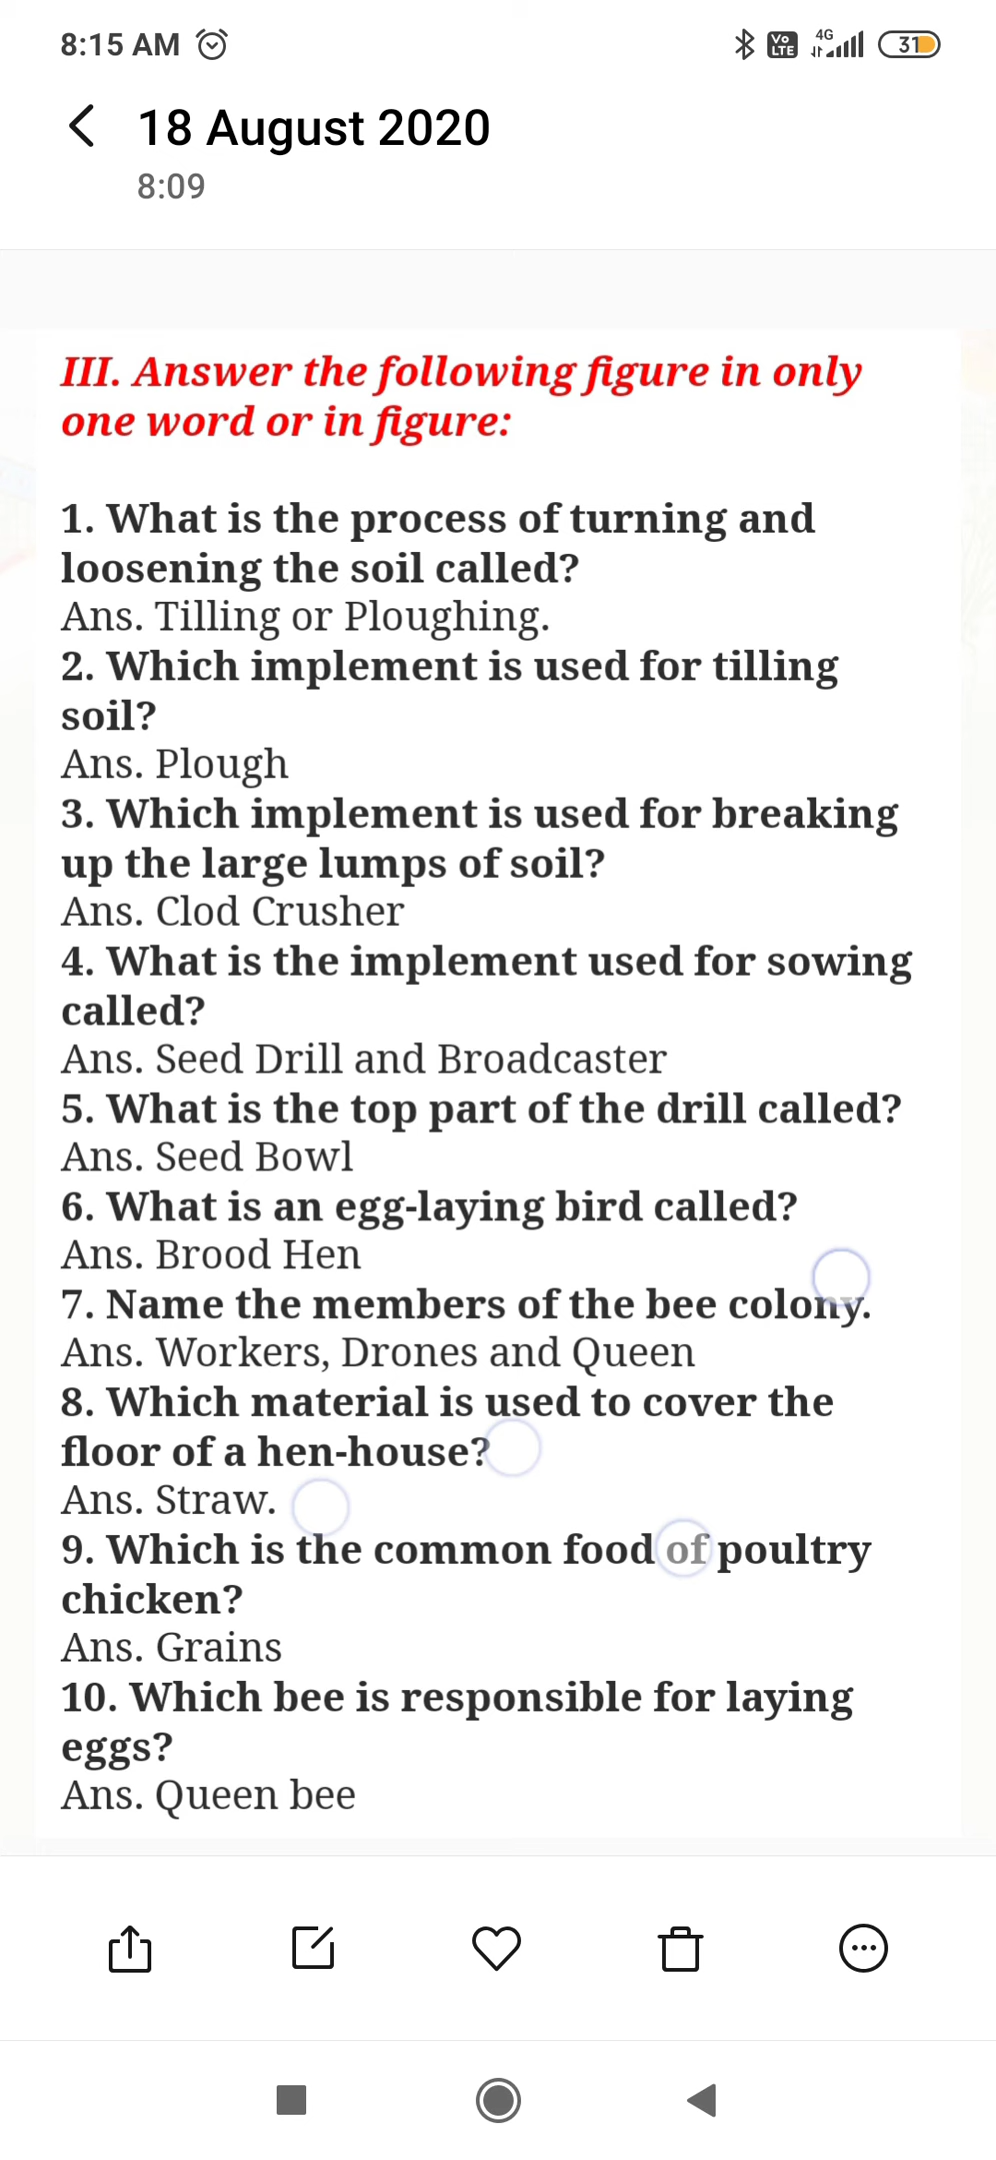 8:15 AM
Vo LTE 4G 31
18 August 2020
8:09
III. Answer the following figure in only
one word or in figure:
1. What is the process of turning and
loosening the soil called?
Ans. Tilling or Ploughing.
2. Which implement is used for tilling
soil?
Ans. Plough
3. Which implement is used for breaking
up the large lumps of soil?
Ans. Clod Crusher
4. What is the implement used for sowing
called?
Ans. Seed Drill and Broadcaster
5. What is the top part of the drill called?
Ans. Seed Bowl
6. What is an egg-laying bird called?
Ans. Brood Hen
7. Name the members of the bee colony.
Ans. Workers, Drones and Queen
8. Which material is used to cover the
floor of a hen-house?
Ans. Straw.
9. Which is the common food of poultry
chicken?
Ans. Grains
10. Which bee is responsible for laying
eggs?
Ans. Queen bee